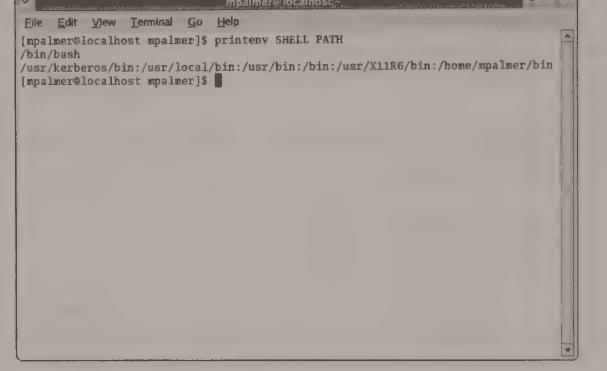 mpalmer@localhost:~
File Edit View Terminal Go Help
[mpalmer@localhost mpalmer]$ printenv SHELL PATH
/bin/bash
/usr/kerberos/bin:/usr/local/bin:/usr/bin:/bin:/usr/X11R6/bin:/home/mpalmer/bin
[mpalmer@localhost mpalmer]$